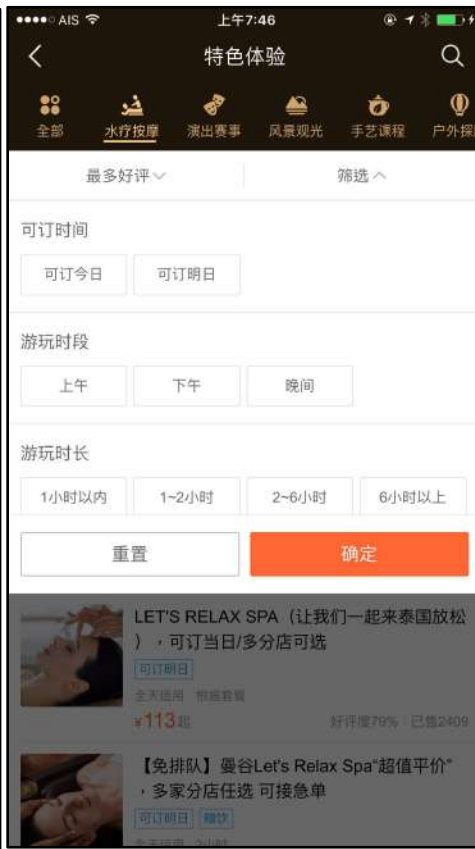 AIS 上午7:46
特色体验
全部 水疗按摩 演出赛事 风景观光 手艺课程 户外探
最多好评 筛选
可订时间
可订今日 可订明日
游玩时段
上午 下午 晚间
游玩时长
1小时以内 1~2小时 2~6小时 6小时以上
重置 确定
LET'S RELAX SPA（让我们一起来泰国放松
），可订当日/多分店可选
可订明日
全天适用 根据套餐
¥113起 好评度79% 已售2409
【免排队】曼谷Let's Relax Spa“超值平价”
，多家分店任选 可接急单
可订明日 赠饮